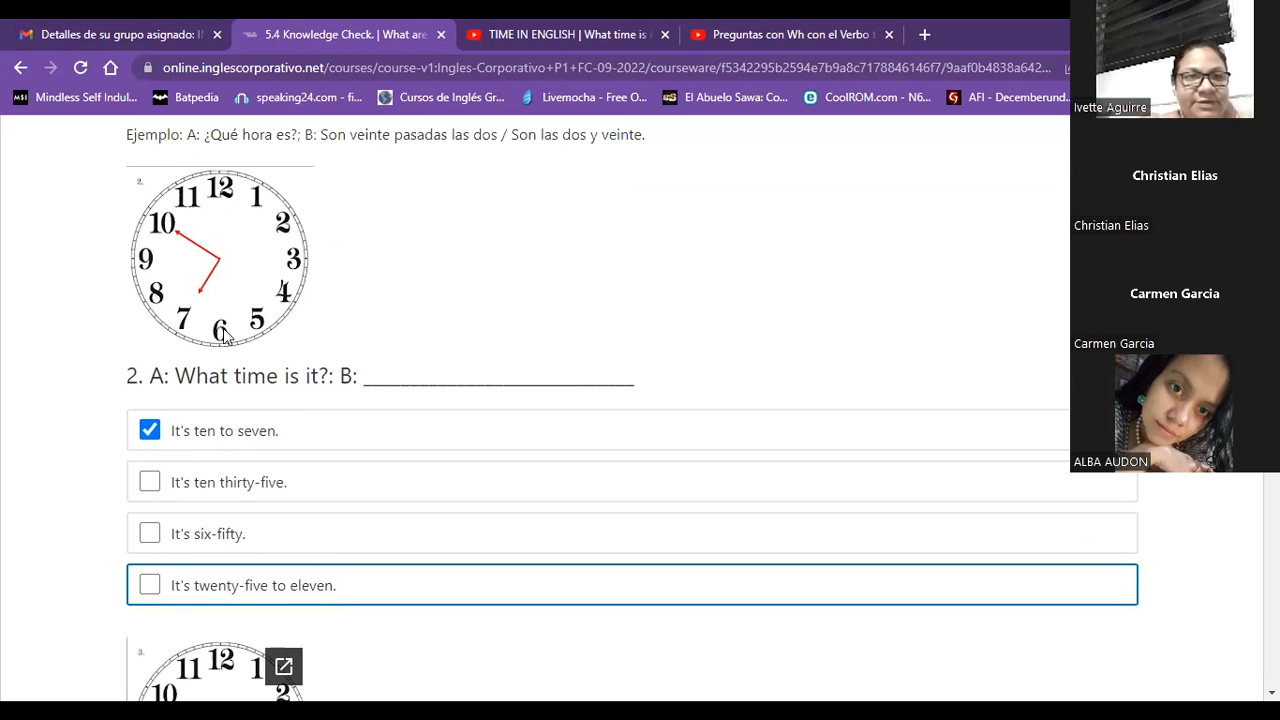 Detalles de su grupo asignado: I
5.4 Knowledge Check. | What are
TIME IN ENGLISH | What time is
Preguntas con Wh con el Verbo t
online.inglescorporativo.net/courses/course-v1:Ingles-Corporativo+P1+FC-09-2022/courseware/f5342295b2594e7b9a8c7178846146f7/9aaf0b4838a642...
Mindless Self Indul...
Batpedia
speaking24.com - fi...
Cursos de Inglés Gr...
Livemocha - Free O...
El Abuelo Sawa: Co...
CoolROM.com - N6...
AFI - Decemberund...
Ejemplo: A: ¿Qué hora es?; B: Son veinte pasadas las dos / Son las dos y veinte.
2.
12
1
2
3
4
5
6
7
8
9
10
11
2. A: What time is it?: B: ___________________________
It's ten to seven.
It's ten thirty-five.
It's six-fifty.
It's twenty-five to eleven.
3.
12
1
2
10
11
Ivette Aguirre
Christian Elias
Christian Elias
Carmen Garcia
Carmen Garcia
ALBA AUDON